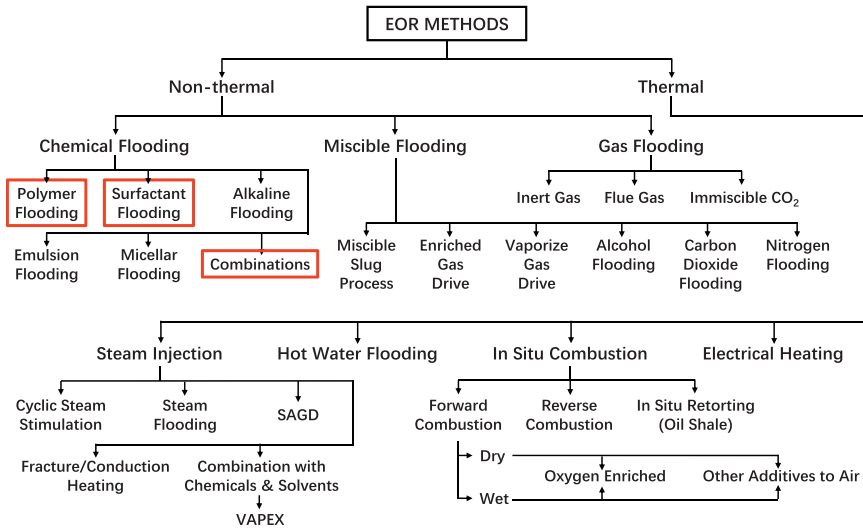 EOR METHODS
Non-thermal
Thermal
Chemical Flooding
Miscible Flooding
Gas Flooding
Polymer
Flooding
Surfactant
Flooding
Alkaline
Flooding
Inert Gas
Flue Gas
Immiscible CO₂
Emulsion
Flooding
Micellar
Flooding
Combinations
Miscible
Slug
Process
Enriched
Gas
Drive
Vaporize
Gas
Drive
Alcohol
Flooding
Carbon
Dioxide
Flooding
Nitrogen
Flooding
Steam Injection
Hot Water Flooding
In Situ Combustion
Electrical Heating
Cyclic Steam
Stimulation
Steam
Flooding
SAGD
Forward
Combustion
Reverse
Combustion
In Situ Retorting
(Oil Shale)
Fracture/Conduction
Heating
Combination with
Chemicals & Solvents
VAPEX
Dry
Oxygen Enriched
Other Additives to Air
Wet